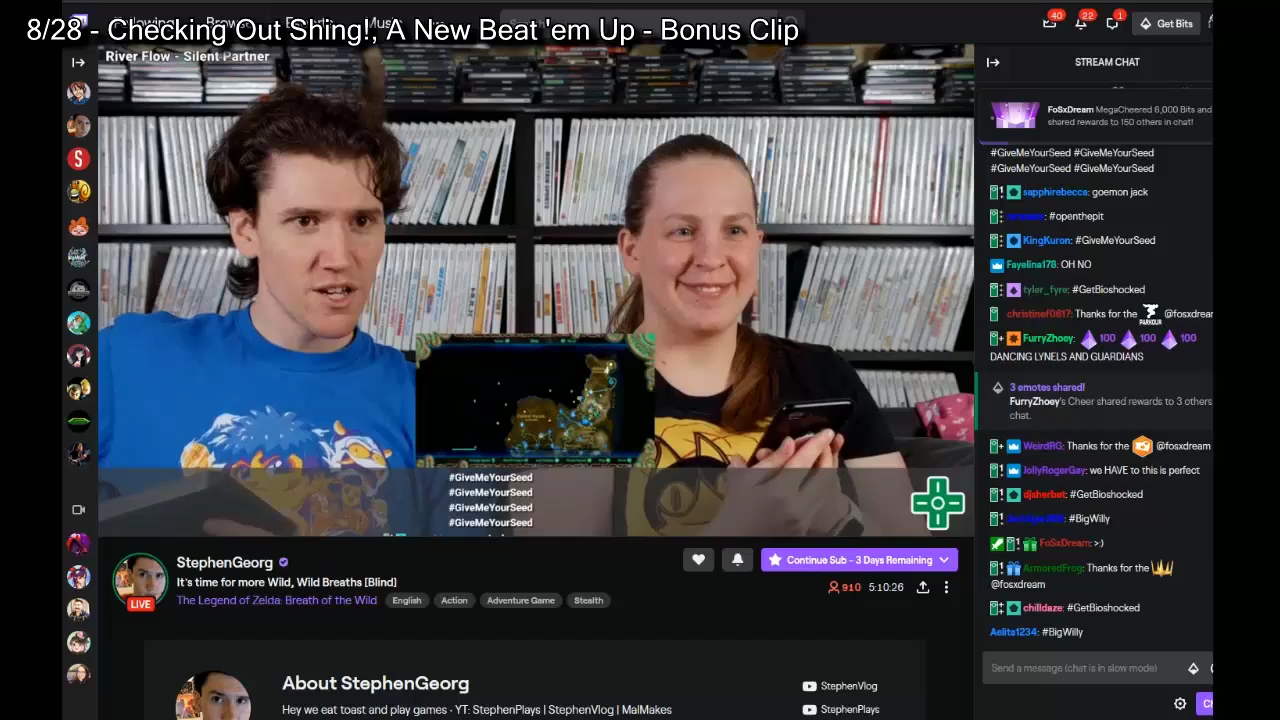 8/28 - Checking Out Shing!, A New Beat 'em Up - Bonus Clip
40
22
1
Get Bits
River Flow - Silent Partner
STREAM CHAT
FoSxDream MegaCheered 6,000 Bits and
shared rewards to 150 others in chat!
#GiveMeYourSeed #GiveMeYourSeed
#GiveMeYourSeed #GiveMeYourSeed
sapphirebecca: goemon jack
#openthepit
KingKuron: #GiveMeYourSeed
Fayelina178: OH NO
tyler_fyre: #GetBioshocked
christinef0617: Thanks for the PARKOUR @fosxdream
FurryZhoey: 100 100 100
DANCING LYNELS AND GUARDIANS
3 emotes shared!
FurryZhoey's Cheer shared rewards to 3 others
chat.
WeirdRG: Thanks for the @fosxdream
JollyRogerGay: we HAVE to this is perfect
djsherbet: #GetBioshocked
#BigWilly
FoSxDream: >:)
ArmoredFrog: Thanks for the
@fosxdream
chilldaze: #GetBioshocked
Aelita1234: #BigWilly
Send a message (chat is in slow mode)
#GiveMeYourSeed
#GiveMeYourSeed
#GiveMeYourSeed
#GiveMeYourSeed
StephenGeorg
It's time for more Wild, Wild Breaths [Blind]
The Legend of Zelda: Breath of the Wild
English
Action
Adventure Game
Stealth
LIVE
Continue Sub - 3 Days Remaining
910
5:10:26
About StephenGeorg
Hey we eat toast and play games - YT: StephenPlays | StephenVlog | MalMakes
StephenVlog
StephenPlays